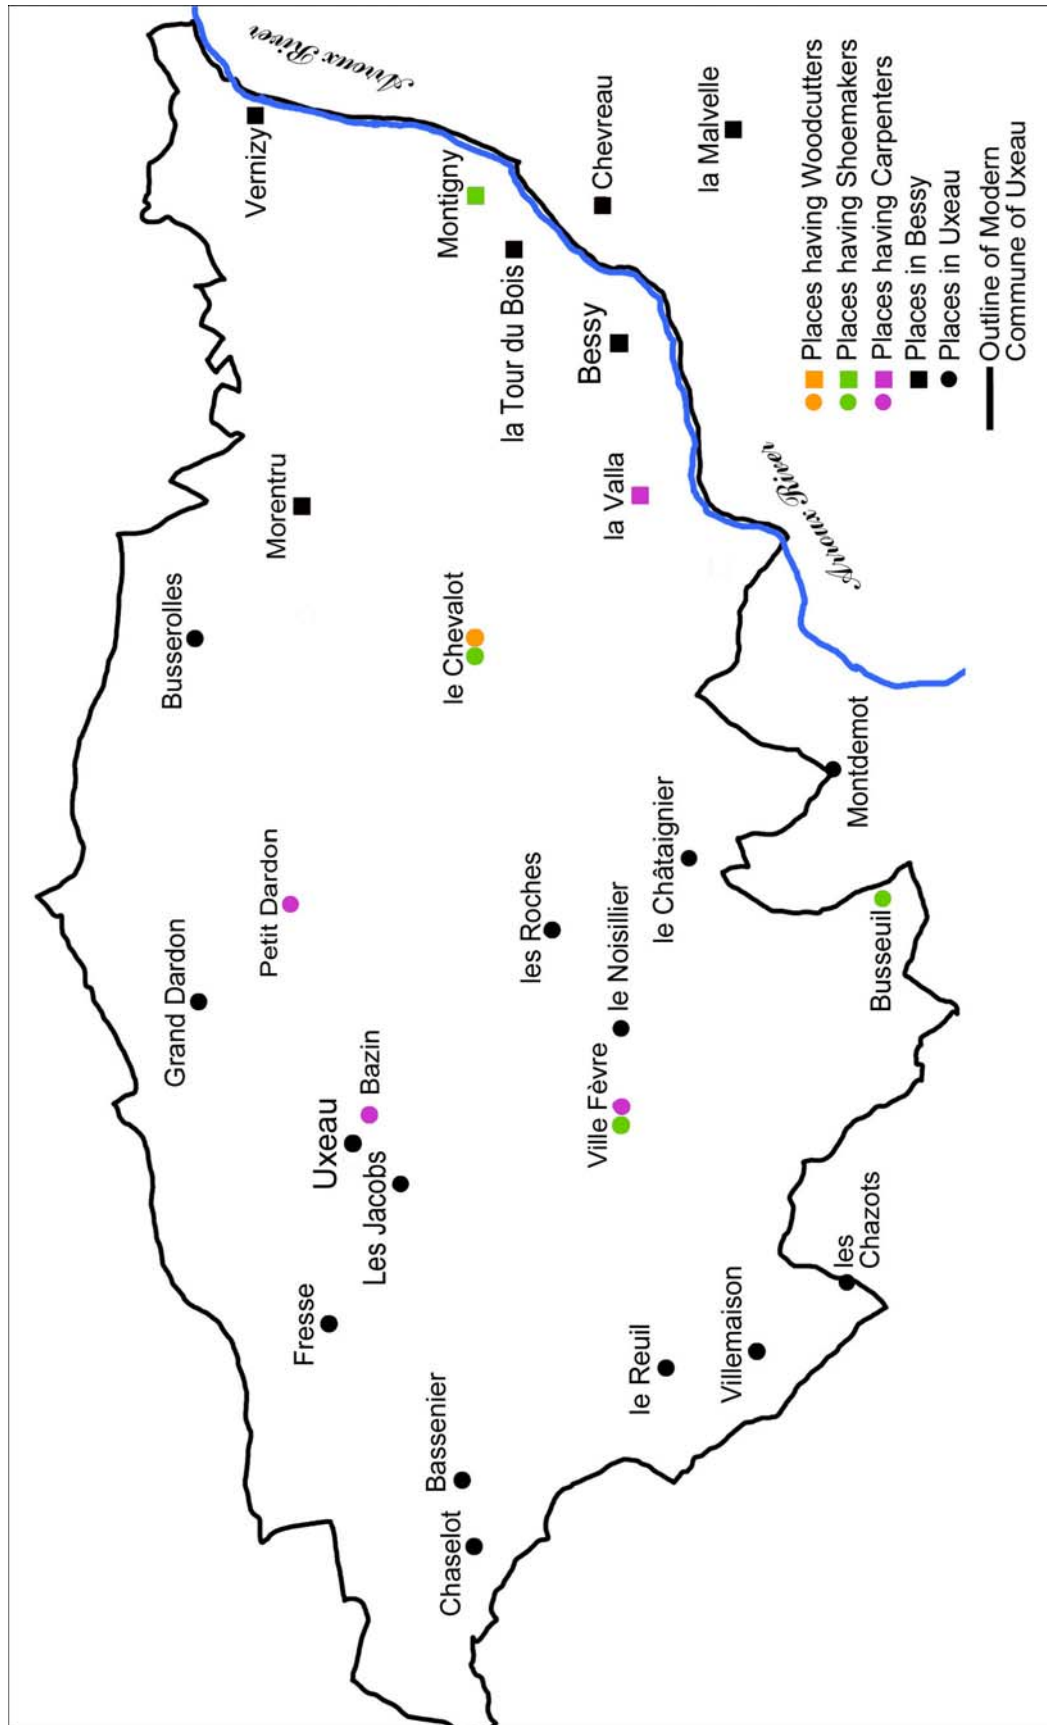 Grand Dardon
Busserolles
Petit Dardon
Morentru
Vernizy
Arroux River
Fresse
Uxeau
Bazin
Les Jacobs
Bassenier
Chaselot
le Chevalot
Montigny
la Tour du Bois
les Roches
Ville Fèvre
le Noisillier
la Valla
Bessy
Chevreau
le Reuil
le Châtaignier
Villemaison
la Malvelle
les
Chazots
Montdemot
Busseuil
Arroux River
Places having Woodcutters
Places having Shoemakers
Places having Carpenters
Places in Bessy
Places in Uxeau
Outline of Modern
Commune of Uxeau